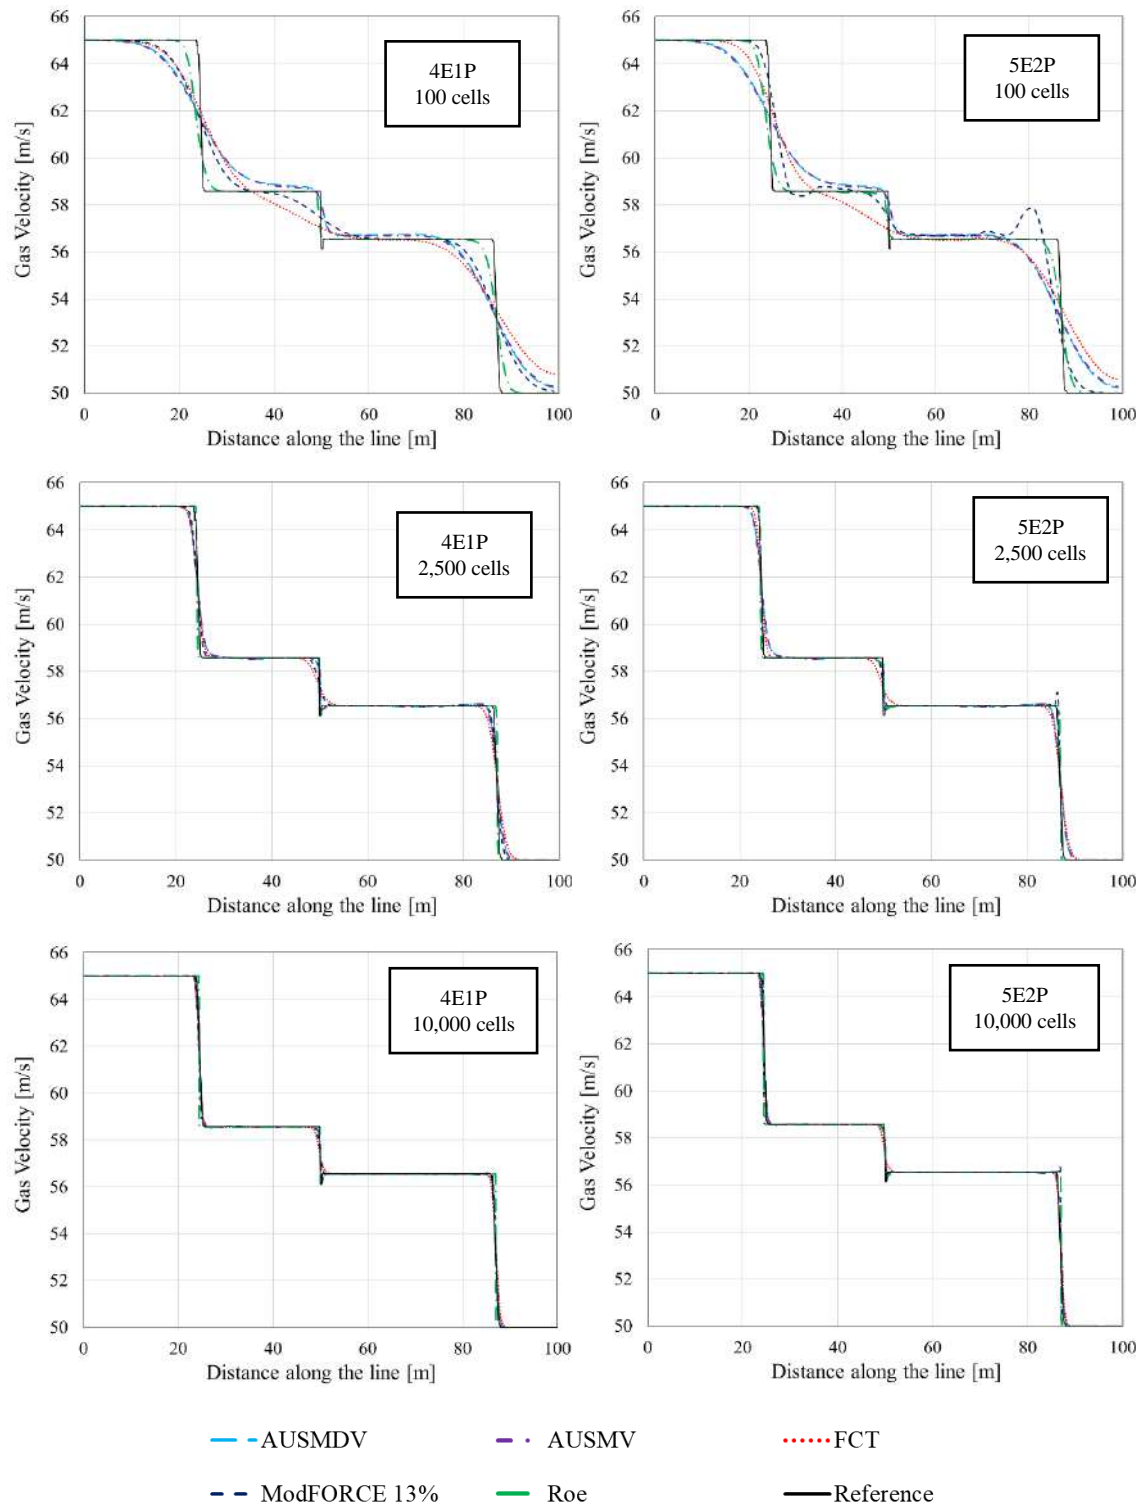 66
64
62
60
58
56
54
52
50
Gas Velocity [m/s]
4E1P
100 cells
0 20 40 60 80 100
Distance along the line [m]
66
64
62
60
58
56
54
52
50
Gas Velocity [m/s]
5E2P
100 cells
0 20 40 60 80 100
Distance along the line [m]
66
64
62
60
58
56
54
52
50
Gas Velocity [m/s]
4E1P
2,500 cells
0 20 40 60 80 100
Distance along the line [m]
66
64
62
60
58
56
54
52
50
Gas Velocity [m/s]
5E2P
2,500 cells
0 20 40 60 80 100
Distance along the line [m]
66
64
62
60
58
56
54
52
50
Gas Velocity [m/s]
4E1P
10,000 cells
0 20 40 60 80 100
Distance along the line [m]
66
64
62
60
58
56
54
52
50
Gas Velocity [m/s]
5E2P
10,000 cells
0 20 40 60 80 100
Distance along the line [m]
AUSMDV AUSMV FCT
ModFORCE 13% Roe Reference